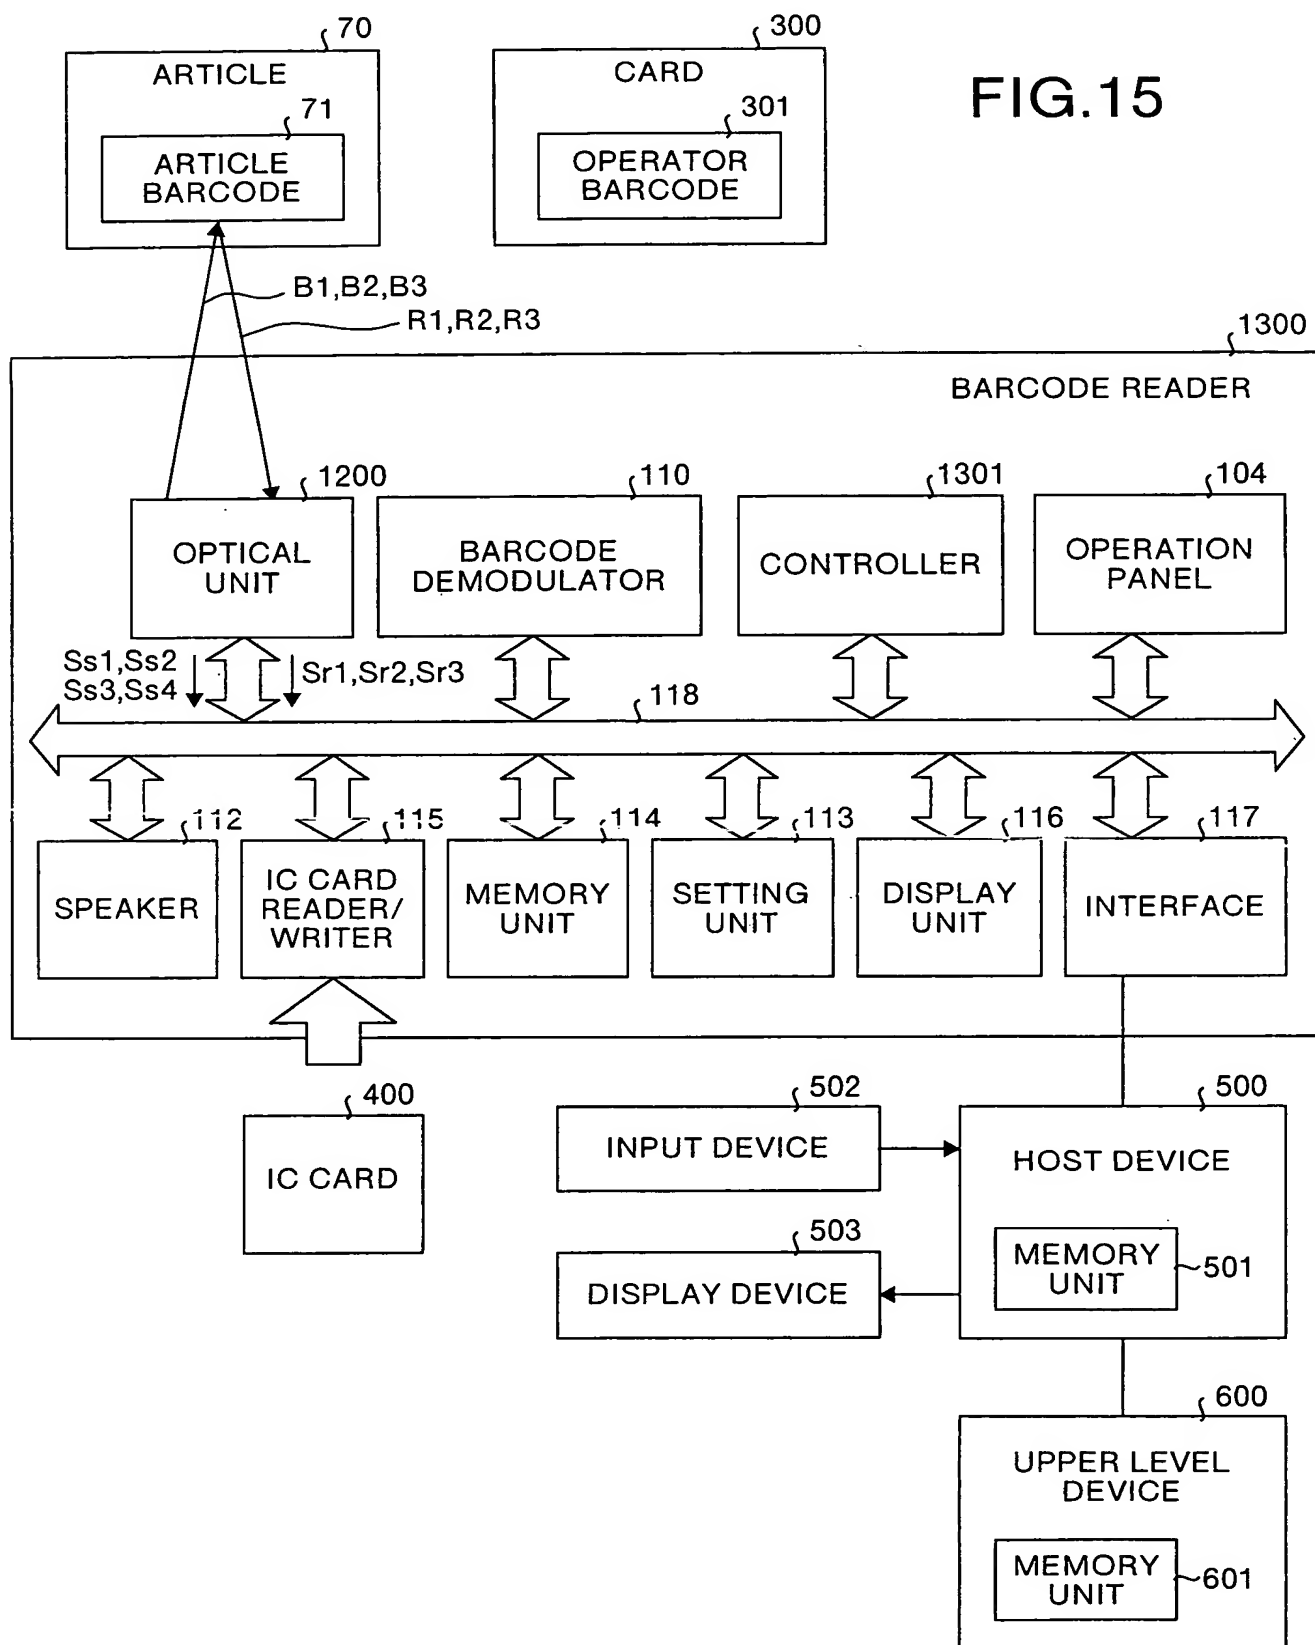 70
300
ARTICLE
CARD
FIG.15
71
301
ARTICLE
BARCODE
OPERATOR
BARCODE
B1,B2,B3
R1,R2,R3
1300
BARCODE READER
1200
110
1301
104
OPTICAL
UNIT
BARCODE
DEMODULATOR
CONTROLLER
OPERATION
PANEL
Ss1,Ss2
Ss3,Ss4
Sr1,Sr2,Sr3
118
112
115
114
113
116
117
SPEAKER
IC CARD
READER/
WRITER
MEMORY
UNIT
SETTING
UNIT
DISPLAY
UNIT
INTERFACE
400
IC CARD
502
INPUT DEVICE
500
HOST DEVICE
503
DISPLAY DEVICE
MEMORY
UNIT
501
600
UPPER LEVEL
DEVICE
MEMORY
UNIT
601